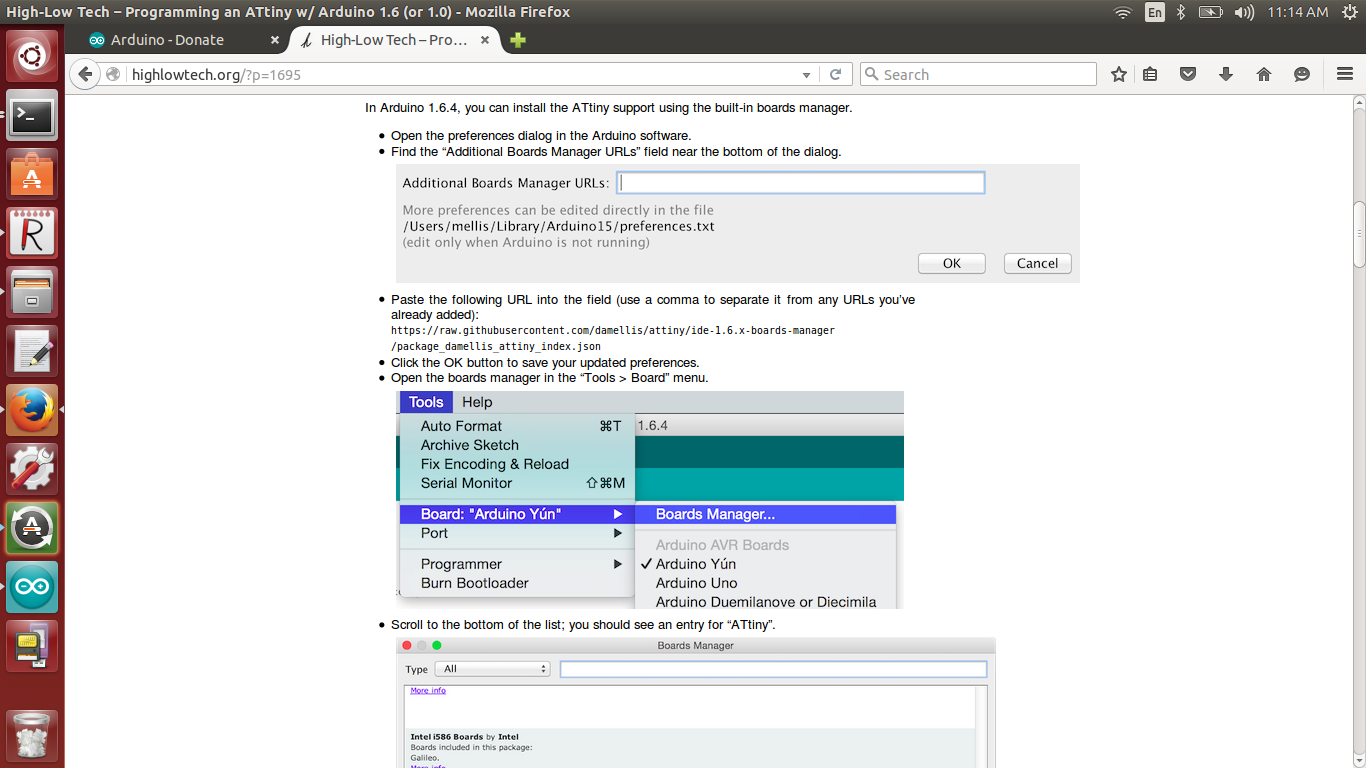 High-Low Tech – Programming an ATtiny w/ Arduino 1.6 (or 1.0) - Mozilla Firefox
En
11:14 AM
Arduino - Donate
High-Low Tech – Pro...
highlowtech.org/?p=1695
Search
In Arduino 1.6.4, you can install the ATtiny support using the built-in boards manager.
Open the preferences dialog in the Arduino software.
Find the “Additional Boards Manager URLs” field near the bottom of the dialog.
Additional Boards Manager URLs:
More preferences can be edited directly in the file
/Users/mellis/Library/Arduino15/preferences.txt
(edit only when Arduino is not running)
OK
Cancel
Paste the following URL into the field (use a comma to separate it from any URLs you’ve
already added):
https://raw.githubusercontent.com/damellis/attiny/ide-1.6.x-boards-manager
/package_damellis_attiny_index.json
Click the OK button to save your updated preferences.
Open the boards manager in the “Tools > Board” menu.
Tools
Help
Auto Format ⌘T
1.6.4
Archive Sketch
Fix Encoding & Reload
Serial Monitor ⇧⌘M
Board: "Arduino Yún"
Boards Manager...
Port
Arduino AVR Boards
✓ Arduino Yún
Programmer
Arduino Uno
Burn Bootloader
Arduino Duemilanove or Diecimila
Scroll to the bottom of the list; you should see an entry for “ATtiny”.
Boards Manager
Type All
More info
Intel i586 Boards by Intel
Boards included in this package:
Galileo.
More info